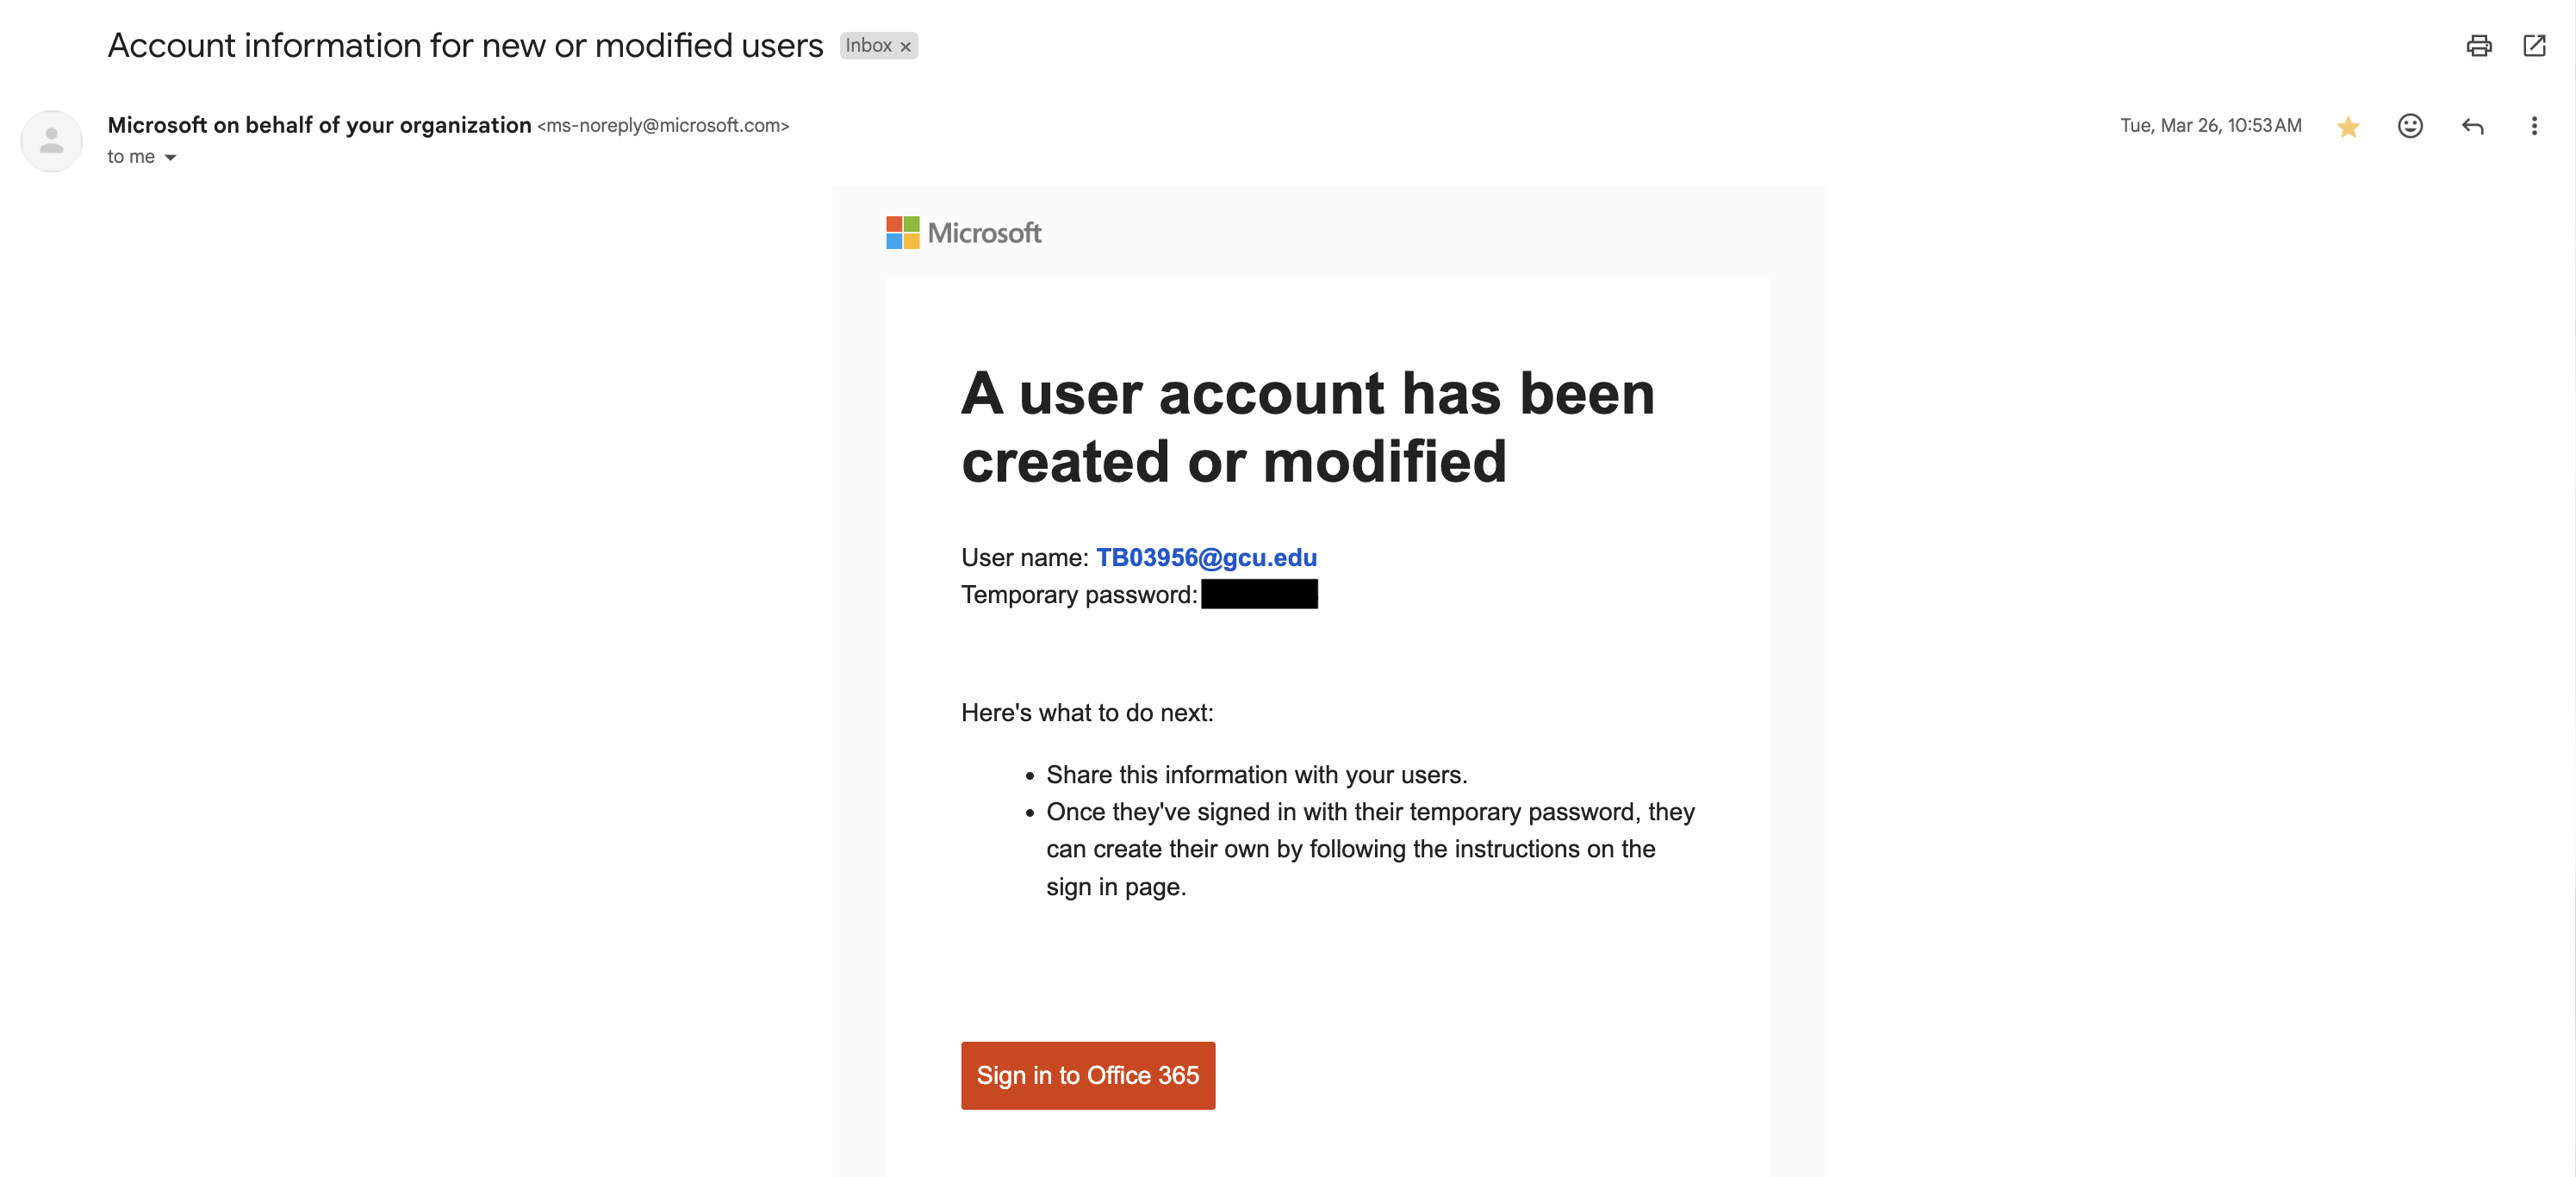 Account information for new or modified users Inbox ×
Microsoft on behalf of your organization <ms-noreply@microsoft.com>
Tue, Mar 26, 10:53 AM
to me
Microsoft
A user account has been
created or modified
User name: TB03956@gcu.edu
Temporary password:
Here's what to do next:
• Share this information with your users.
• Once they've signed in with their temporary password, they
can create their own by following the instructions on the
sign in page.
Sign in to Office 365